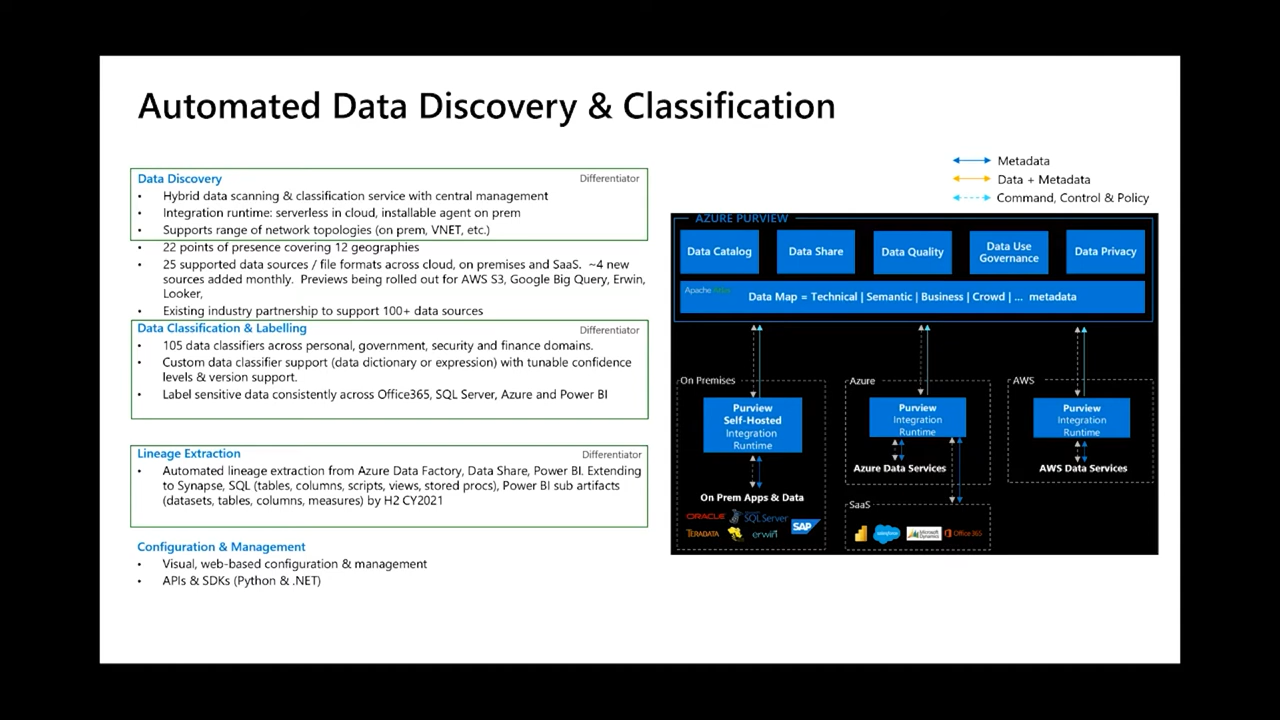 Automated Data Discovery & Classification
Data Discovery
Differentiator
• Hybrid data scanning & classification service with central management
• Integration runtime: serverless in cloud, installable agent on prem
• Supports range of network topologies (on prem, VNET, etc.)
• 22 points of presence covering 12 geographies
• 25 supported data sources / file formats across cloud, on premises and SaaS. ~4 new
sources added monthly. Previews being rolled out for AWS S3, Google Big Query, Erwin,
Looker,
• Existing industry partnership to support 100+ data sources
Data Classification & Labelling
Differentiator
• 105 data classifiers across personal, government, security and finance domains.
• Custom data classifier support (data dictionary or expression) with tunable confidence
levels & version support.
• Label sensitive data consistently across Office365, SQL Server, Azure and Power BI
Lineage Extraction
Differentiator
• Automated lineage extraction from Azure Data Factory, Data Share, Power BI. Extending
to Synapse, SQL (tables, columns, scripts, views, stored procs), Power BI sub artifacts
(datasets, tables, columns, measures) by H2 CY2021
Configuration & Management
• Visual, web-based configuration & management
• APIs & SDKs (Python & .NET)
Metadata
Data + Metadata
Command, Control & Policy
AZURE PURVIEW
Data Catalog
Data Share
Data Quality
Data Use
Governance
Data Privacy
Apache
Data Map = Technical | Semantic | Business | Crowd | ... metadata
On Premises
Purview
Self-Hosted
Integration
Runtime
On Prem Apps & Data
ORACLE
SQL Server
SAP
TERADATA
erwin
Azure
Purview
Integration
Runtime
Azure Data Services
SaaS
salesforce
Microsoft
Dynamics
Office 365
AWS
Purview
Integration
Runtime
AWS Data Services